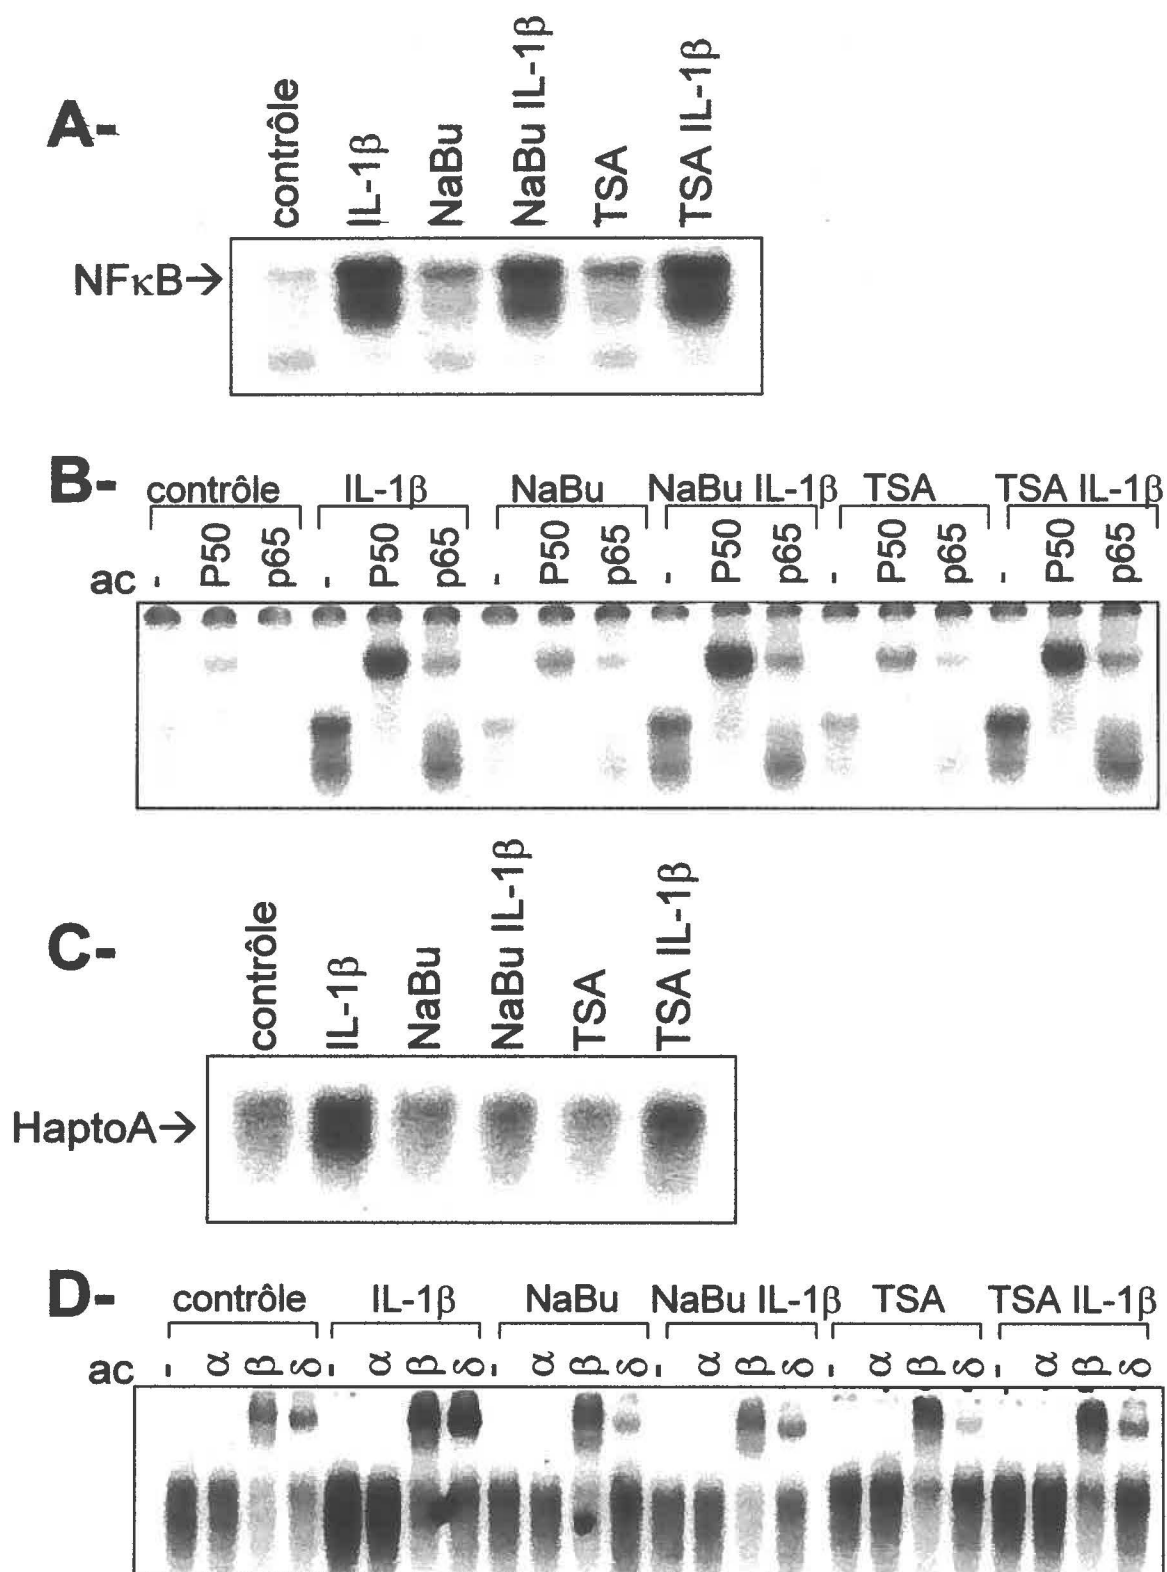 A-
contrôle IL-1β NaBu NaBu IL-1β TSA TSA IL-1β
NFκB→
B-
contrôle IL-1β NaBu NaBu IL-1β TSA TSA IL-1β
ac - P50 p65 - P50 p65 - P50 p65 - P50 p65 - P50 p65 - P50 p65
C-
contrôle IL-1β NaBu NaBu IL-1β TSA TSA IL-1β
HaptoA→
D-
contrôle IL-1β NaBu NaBu IL-1β TSA TSA IL-1β
ac - α β δ - α β δ - α β δ - α β δ - α β δ - α β δ